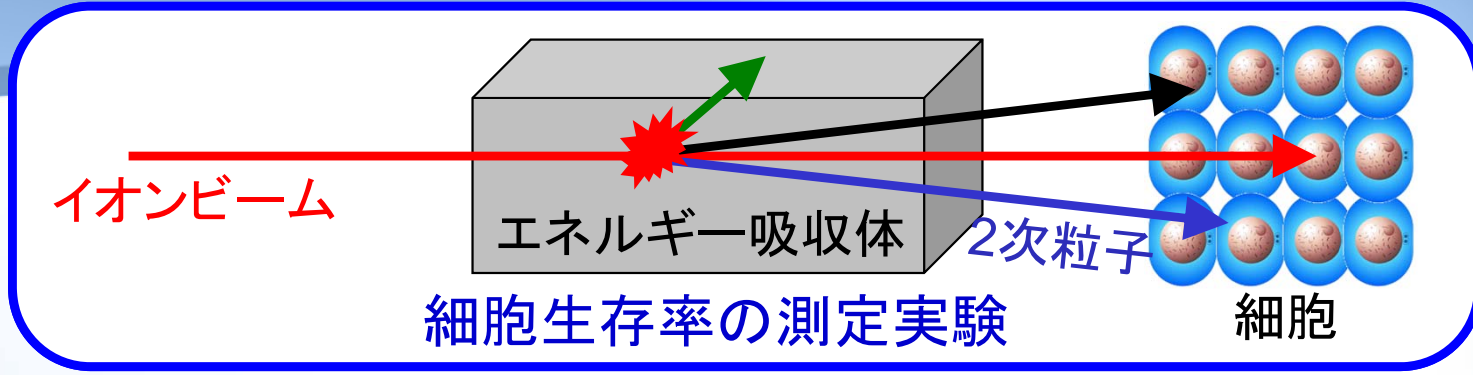 イオンビーム
エネルギー吸収体
2次粒子
細胞生存率の測定実験
細胞